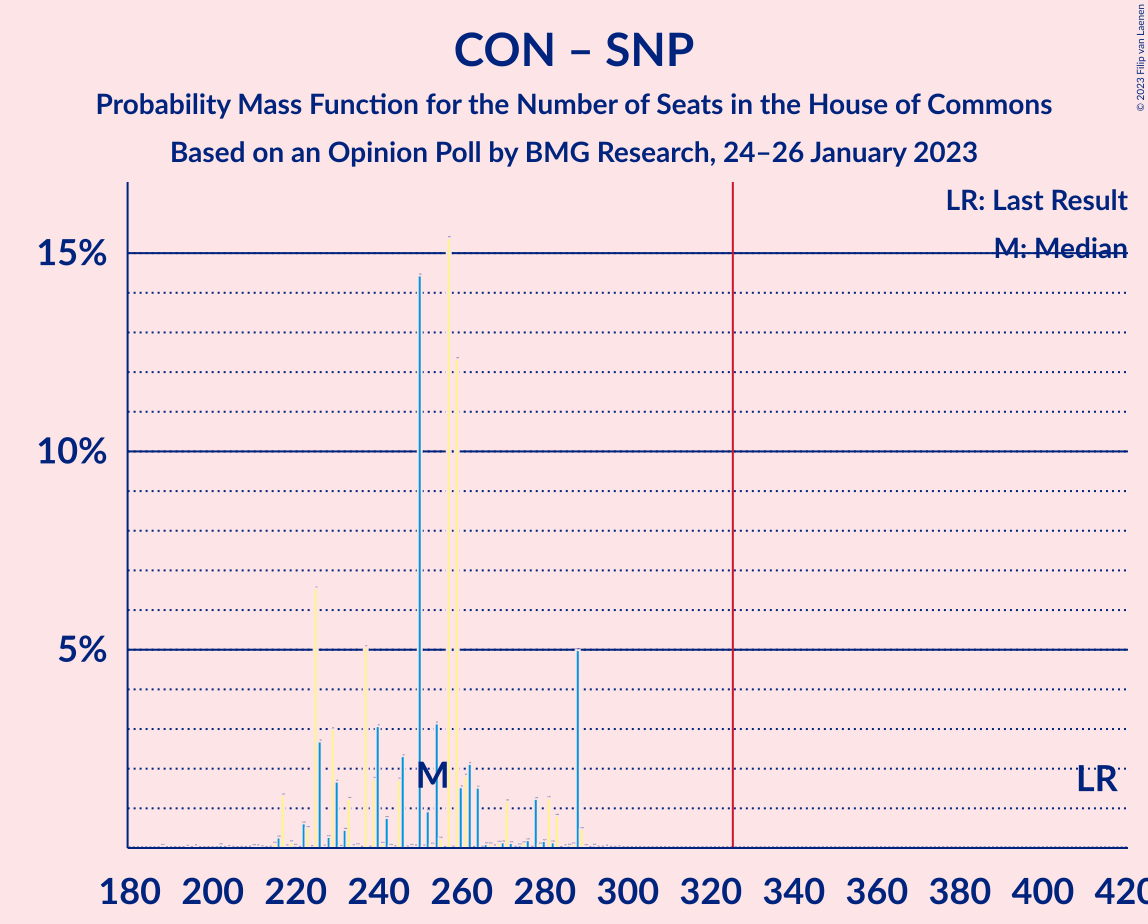 CON – SNP
Probability Mass Function for the Number of Seats in the House of Commons
Based on an Opinion Poll by BMG Research, 24–26 January 2023
© 2023 Filip van Laenen
LR: Last Result
M: Median
15%
10%
5%
M
LR
180 200 220 240 260 280 300 320 340 360 380 400 420